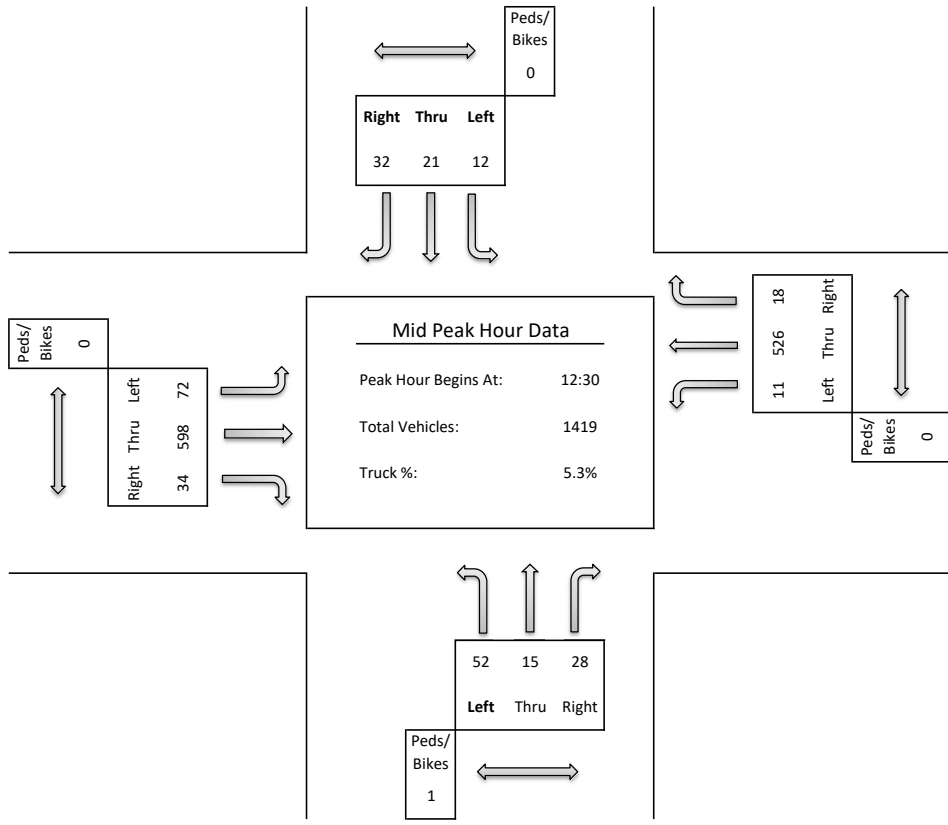 Peds/
Bikes
0
Right Thru Left
32 21 12
18 Right
526 Thru
11 Left
Peds/
Bikes
0
Peds/
Bikes
0
Left 72
Thru 598
Right 34
Mid Peak Hour Data
Peak Hour Begins At: 12:30
Total Vehicles: 1419
Truck %: 5.3%
52 15 28
Left Thru Right
Peds/
Bikes
1